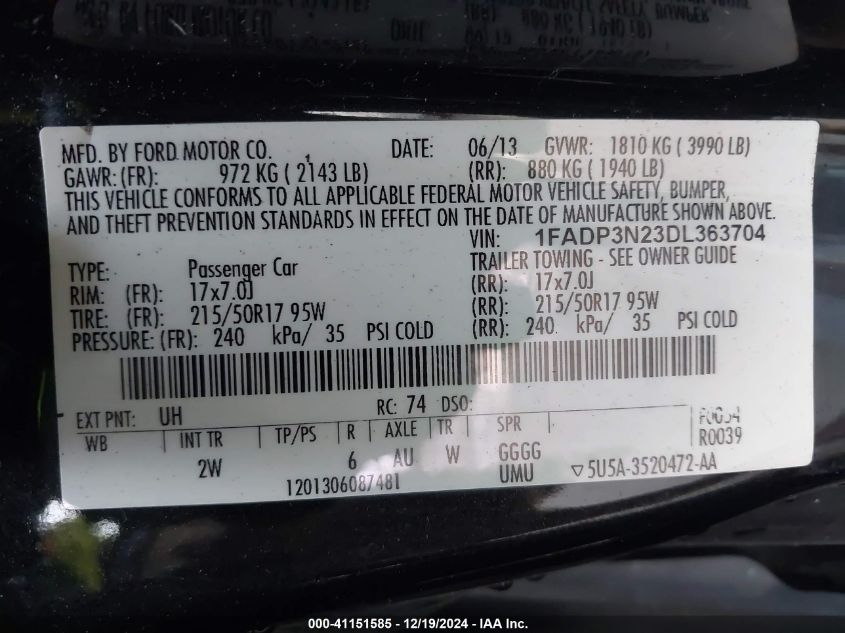 MFD. BY FORD MOTOR CO. DATE: 06/13 GVWR: 1810 KG ( 3990 LB)
GAWR: (FR): 972 KG ( 2143 LB) (RR): 880 KG ( 1940 LB)
THIS VEHICLE CONFORMS TO ALL APPLICABLE FEDERAL MOTOR VEHICLE SAFETY, BUMPER,
AND THEFT PREVENTION STANDARDS IN EFFECT ON THE DATE OF MANUFACTURE SHOWN ABOVE.
VIN: 1FADP3N23DL363704
TYPE: Passenger Car TRAILER TOWING - SEE OWNER GUIDE
RIM: (FR): 17x7.0J (RR): 17x7.0J
TIRE: (FR): 215/50R17 95W (RR): 215/50R17 95W
PRESSURE: (FR): 240 kPa/ 35 PSI COLD (RR): 240 kPa/ 35 PSI COLD
EXT PNT: UH RC: 74 DSO:
WB INT TR TP/PS R AXLE TR SPR R0039
2W 6 AU W GGGG
1201306087481 UMU ▽5U5A-3520472-AA
000-41151585 - 12/19/2024 - IAA Inc.